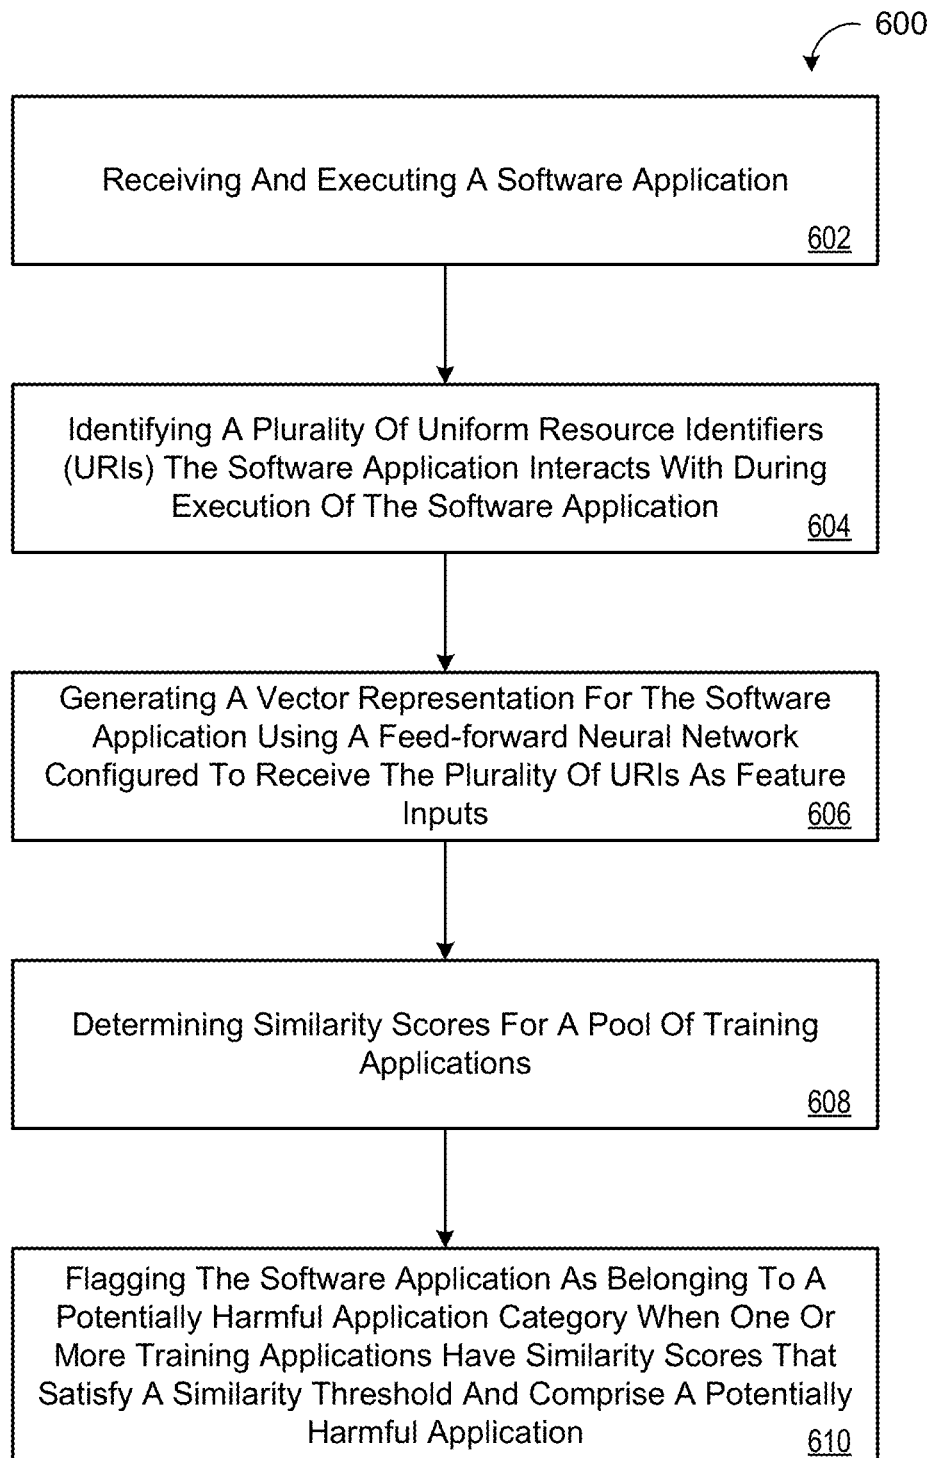 600
Receiving And Executing A Software Application
602
Identifying A Plurality Of Uniform Resource Identifiers
(URIs) The Software Application Interacts With During
Execution Of The Software Application
604
Generating A Vector Representation For The Software
Application Using A Feed-forward Neural Network
Configured To Receive The Plurality Of URIs As Feature
Inputs
606
Determining Similarity Scores For A Pool Of Training
Applications
608
Flagging The Software Application As Belonging To A
Potentially Harmful Application Category When One Or
More Training Applications Have Similarity Scores That
Satisfy A Similarity Threshold And Comprise A Potentially
Harmful Application
610